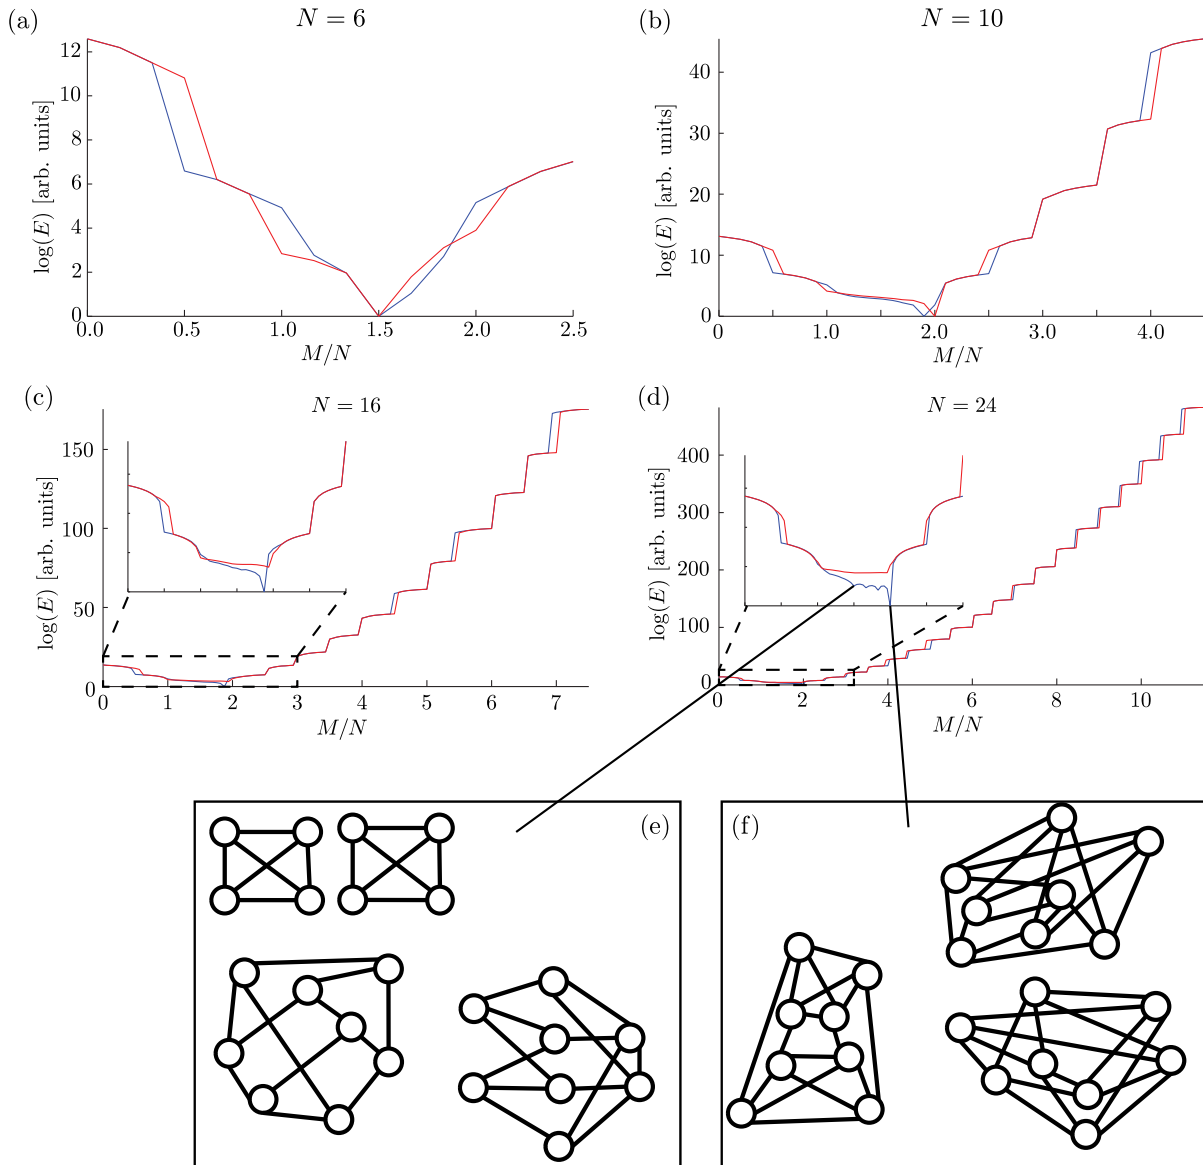 (a)
N = 6
log(E) [arb. units]
12
10
8
6
4
2
0
0.0 0.5 1.0 1.5 2.0 2.5
M/N
(b)
N = 10
log(E) [arb. units]
40
30
20
10
0
0 1.0 2.0 3.0 4.0
M/N
(c)
N = 16
log(E) [arb. units]
150
100
50
0
0 1 2 3 4 5 6 7
M/N
(d)
N = 24
log(E) [arb. units]
400
300
200
100
0
0 2 4 6 8 10
M/N
(e)
(f)